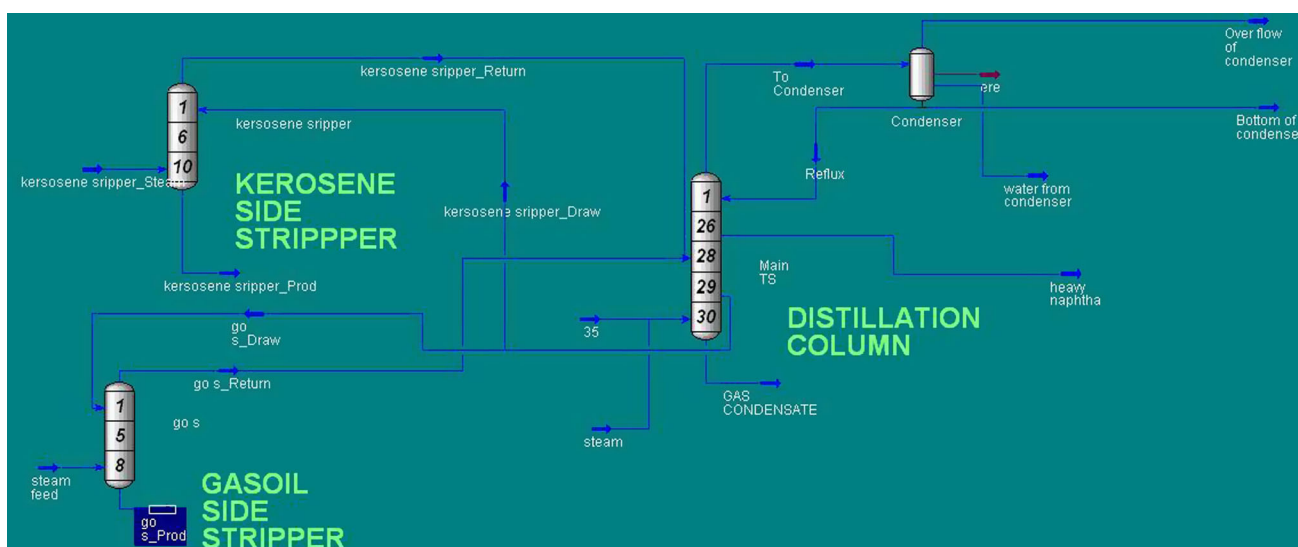 Over flow
of
condenser
kersosene sripper_Return
To
Condenser
ere
1
6
10
kersosene sripper
Condenser
Bottom of
condense
kersosene sripper_Steam
KEROSENE
SIDE
STRIPPPER
kersosene sripper_Draw
Reflux
water from
condenser
1
26
28
29
30
Main
TS
heavy
naphtha
kersosene sripper_Prod
go
s_Draw
35
DISTILLATION
COLUMN
go s_Return
GAS
CONDENSATE
1
5
8
go s
steam
steam
feed
GASOIL
SIDE
STRIPPER
go
s_Prod